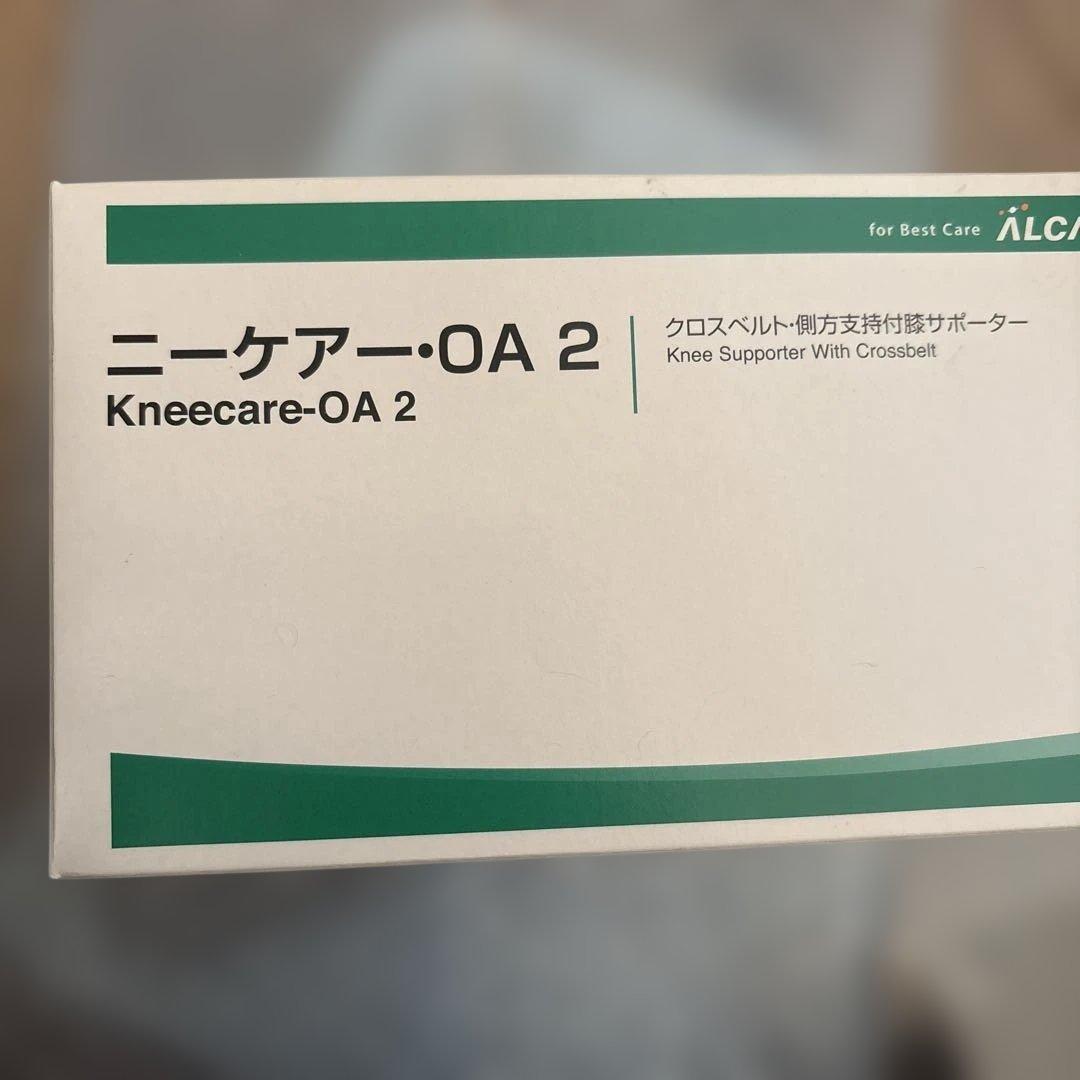 for Best Care ALCA
ニーケアー・OA 2
Kneecare-OA 2
クロスベルト・側方支持付膝サポーター
Knee Supporter With Crossbelt